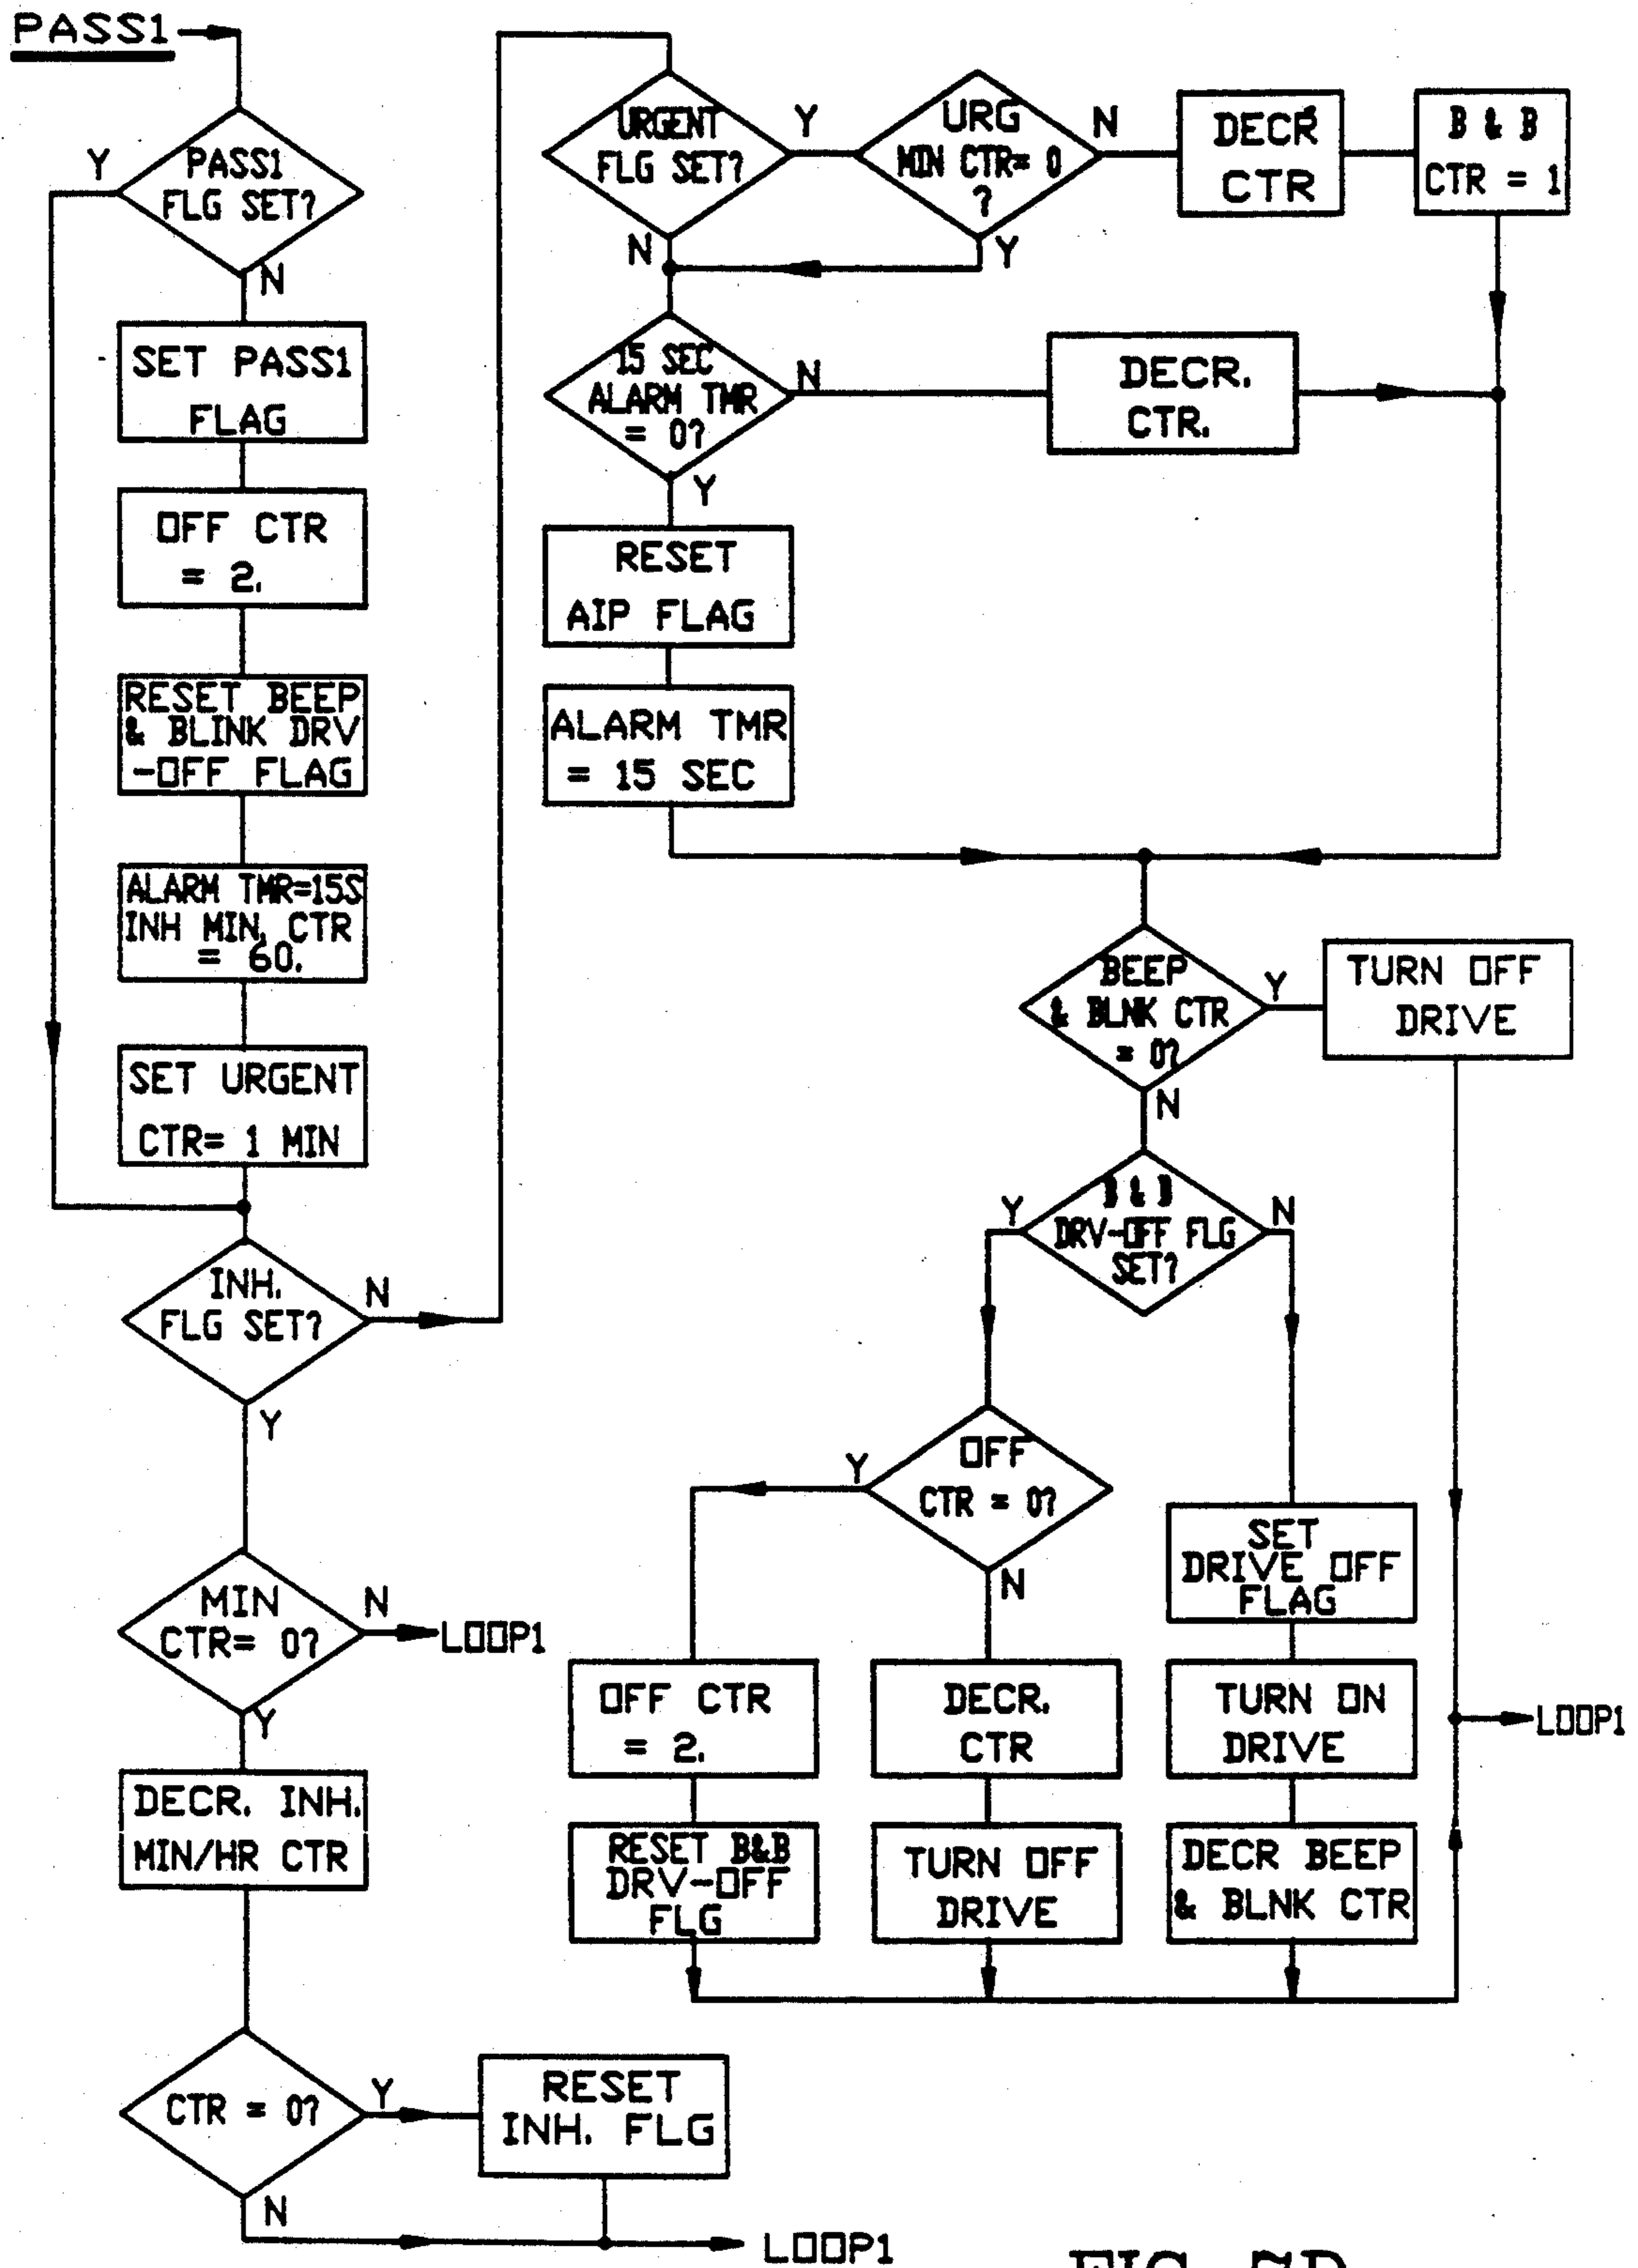 PASS1
Y
PASS1
FLG SET?
N
SET PASS1
FLAG
OFF CTR
= 2.
RESET BEEP
& BLINK DRV
-OFF FLAG
ALARM TMR=15S
INH MIN. CTR
= 60.
SET URGENT
CTR= 1 MIN
INH.
FLG SET?
N
Y
MIN
CTR= 0?
N
LOOP1
Y
DECR. INH.
MIN/HR CTR
CTR = 0?
Y
RESET
INH. FLG
N
LOOP1
URGENT
FLG SET?
Y
N
URG
MIN CTR= 0
?
N
Y
DECR
CTR
B & B
CTR = 1
15 SEC
ALARM TMR
= 0?
N
Y
DECR.
CTR.
RESET
AIP FLAG
ALARM TMR
= 15 SEC
BEEP
& BLNK CTR
= 0?
Y
N
TURN OFF
DRIVE
B & B
DRV-OFF FLG
SET?
Y
N
OFF
CTR = 0?
Y
N
OFF CTR
= 2.
RESET B&B
DRV-OFF
FLG
DECR.
CTR
TURN OFF
DRIVE
SET
DRIVE OFF
FLAG
TURN ON
DRIVE
DECR BEEP
& BLNK CTR
LOOP1